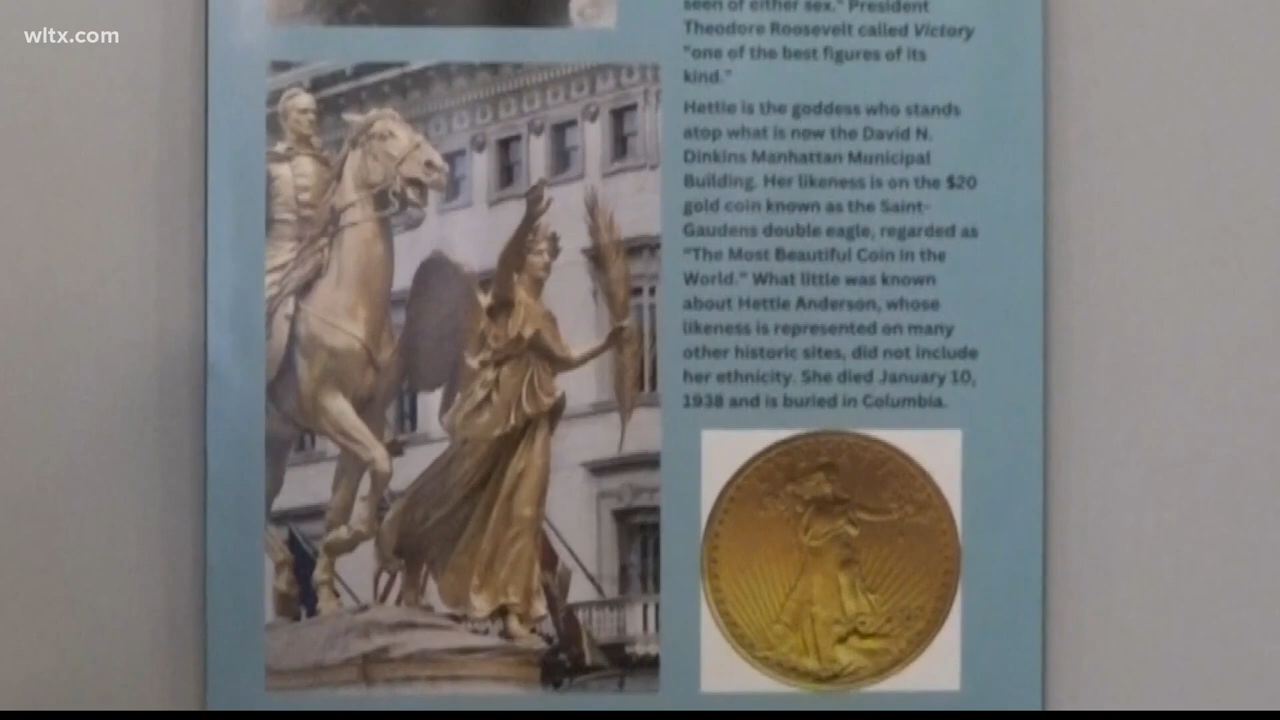 wltx.com
seen of either sex." President
Theodore Roosevelt called Victory
"one of the best figures of its
kind."
Hettie is the goddess who stands
atop what is now the David N.
Dinkins Manhattan Municipal
Building. Her likeness is on the $20
gold coin known as the Saint-
Gaudens double eagle, regarded as
"The Most Beautiful Coin in the
World." What little was known
about Hettie Anderson, whose
likeness is represented on many
other historic sites, did not include
her ethnicity. She died January 10,
1938 and is buried in Columbia.